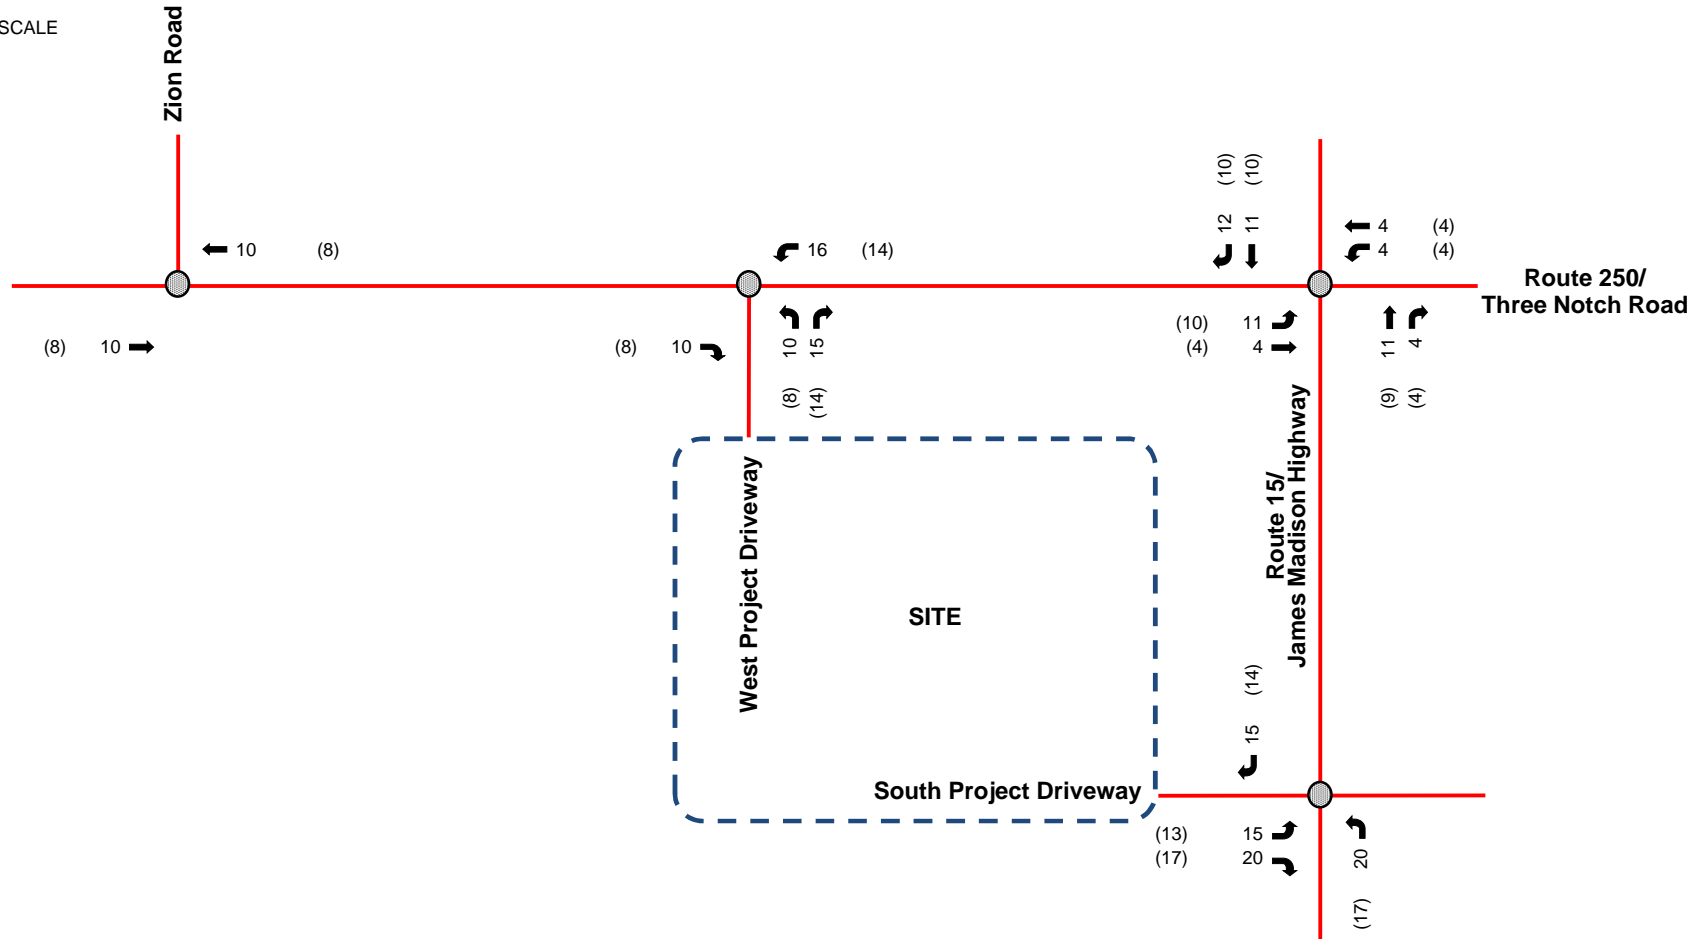 SCALE
Zion Road
(10)
(10)
12
11
4 (4)
4 (4)
10 (8)
16 (14)
Route 250/
Three Notch Road
(8) 10
(8) 10
10
15
(8)
(14)
(10) 11
(4) 4
11
4
(9)
(4)
West Project Driveway
SITE
Route 15/
James Madison Highway
(14)
15
South Project Driveway
(13) 15
(17) 20
20
(17)